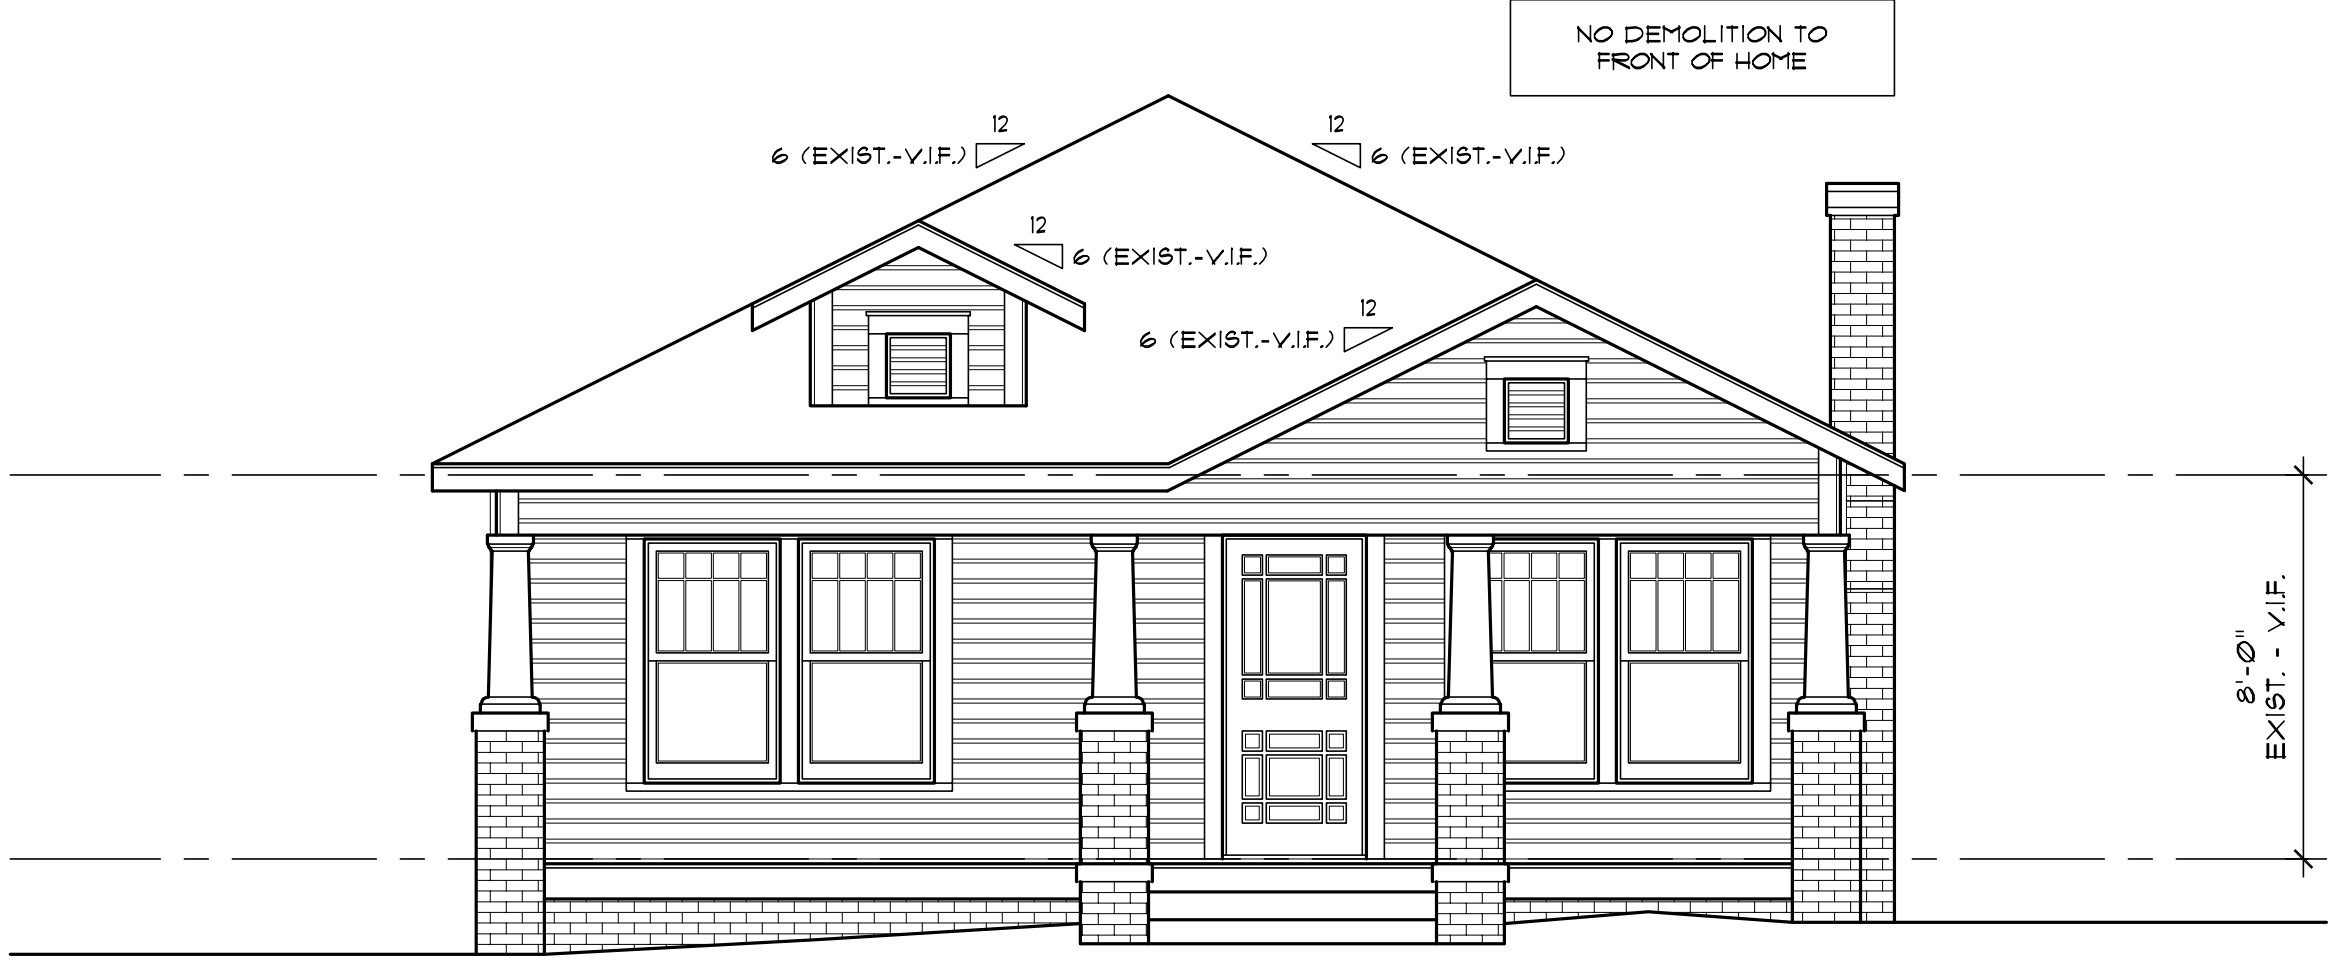 NO DEMOLITION TO
FRONT OF HOME
12
6 (EXIST.-V.I.F.)
12
6 (EXIST.-V.I.F.)
12
6 (EXIST.-V.I.F.)
12
6 (EXIST.-V.I.F.)
8'-0"
EXIST. - V.I.F.